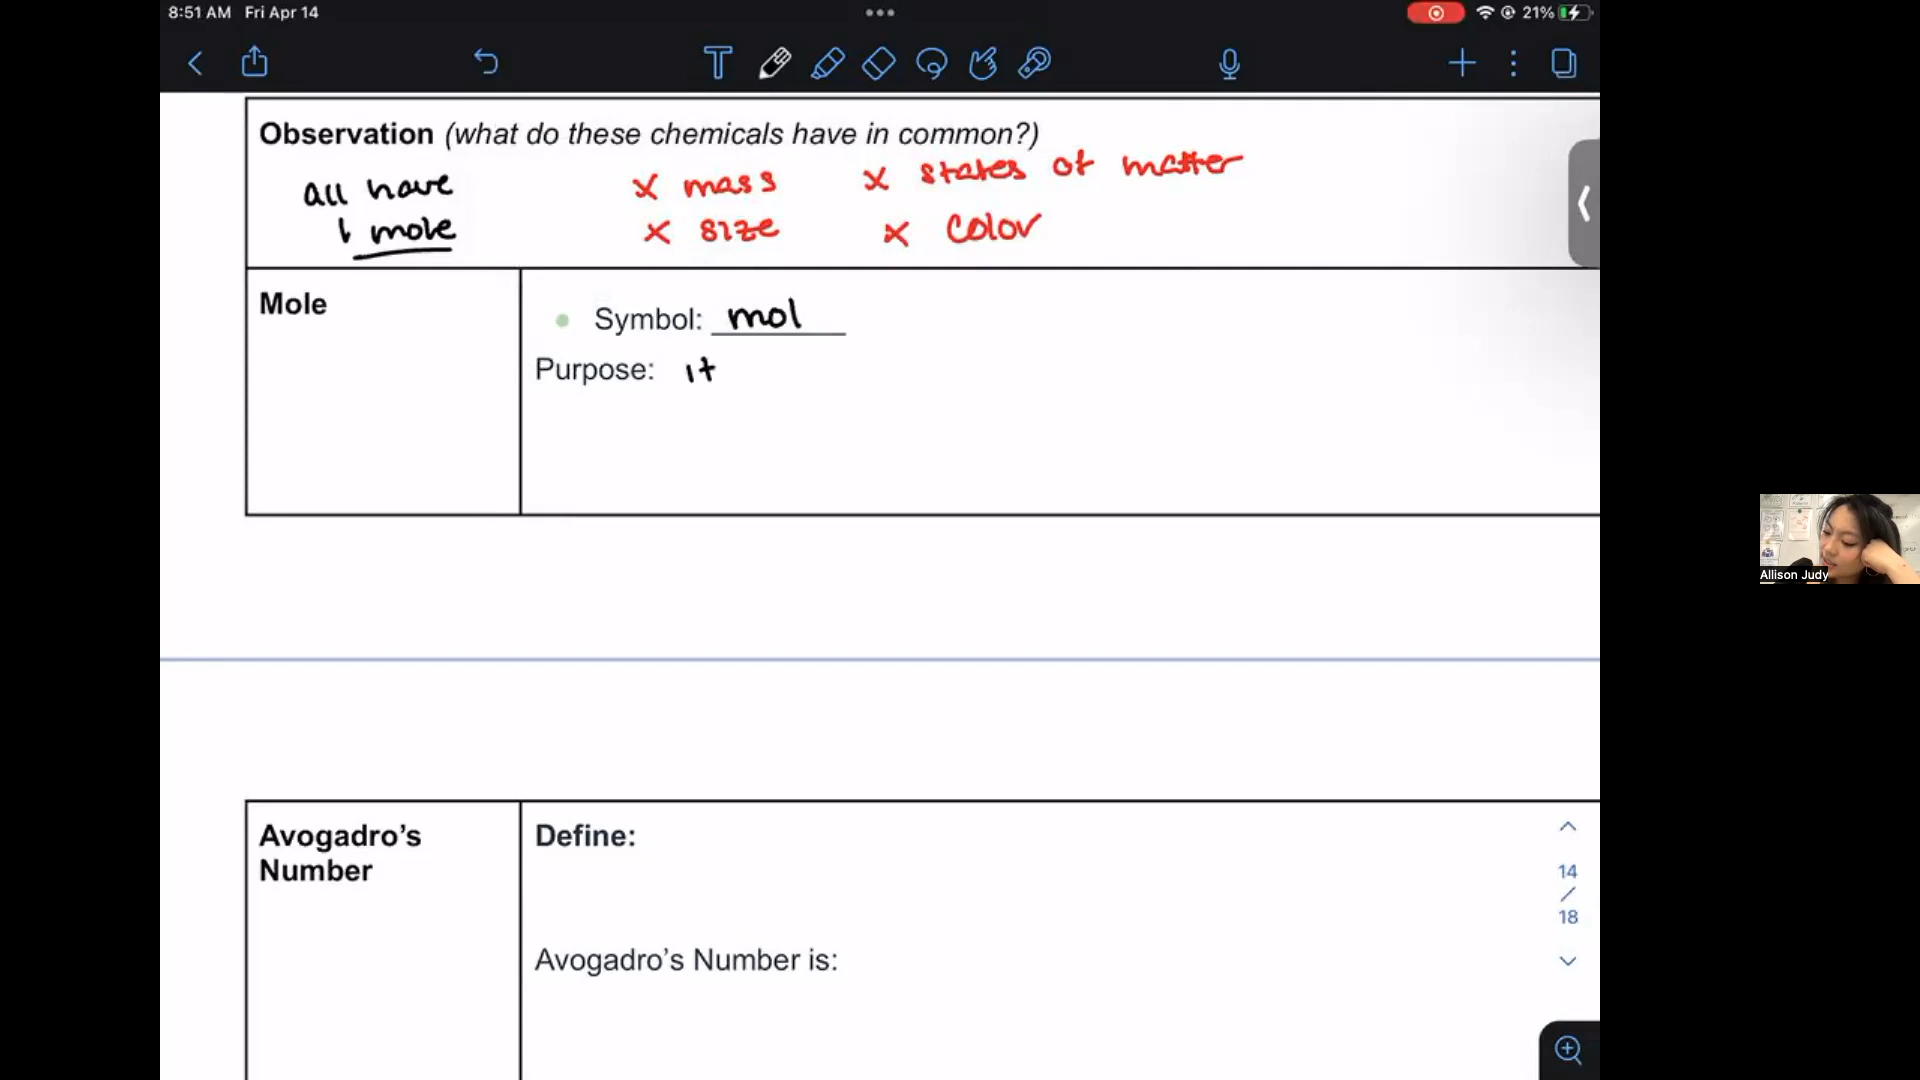 8:51 AM Fri Apr 14
21%
Observation (what do these chemicals have in common?)
all have
1 mole
x mass x states of matter
x size x color
Mole
Symbol: mol
Purpose: it
Allison Judy
Avogadro's
Number
Define:
Avogadro's Number is:
14
/
18